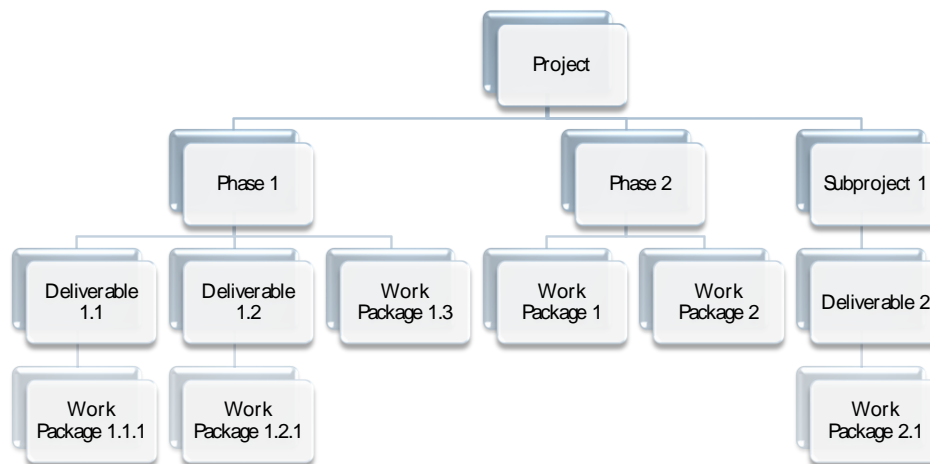 Project
Phase 1
Phase 2
Subproject 1
Deliverable
1.1
Deliverable
1.2
Work
Package 1.3
Work
Package 1
Work
Package 2
Deliverable 2
Work
Package 1.1.1
Work
Package 1.2.1
Work
Package 2.1